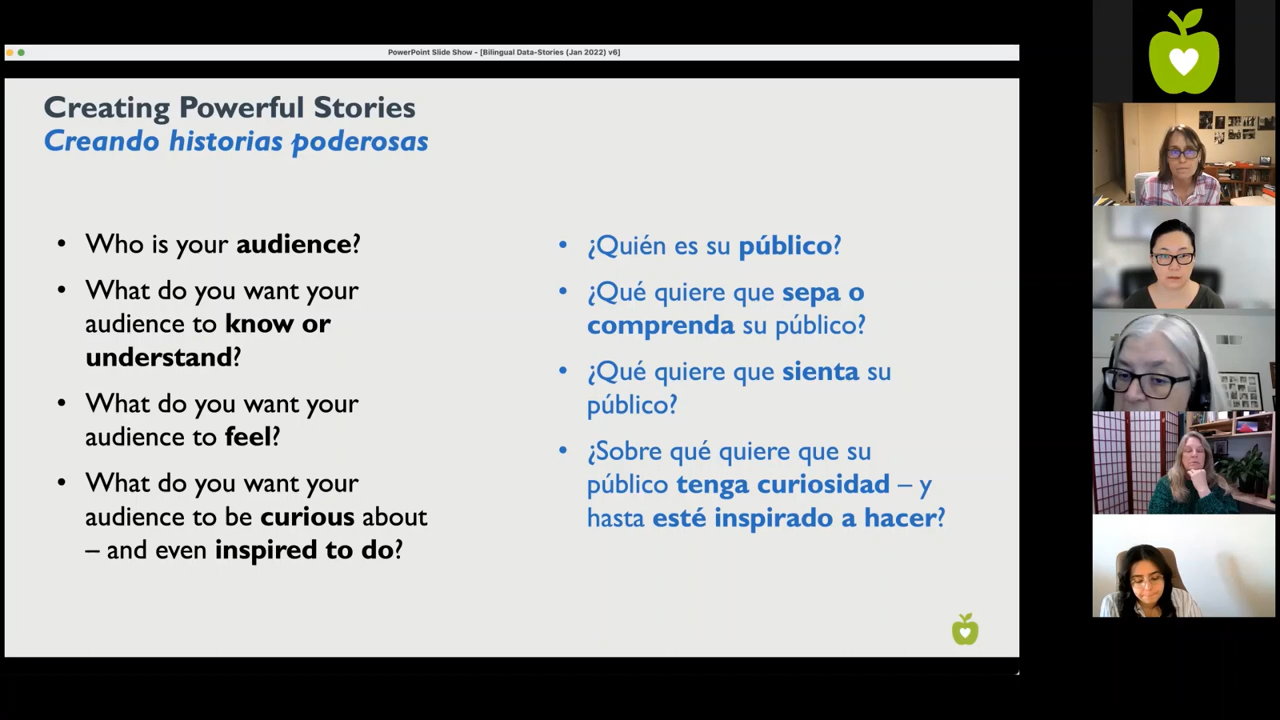 PowerPoint Slide Show - [Bilingual Data-Stories (Jan 2022) v6]
Creating Powerful Stories
Creando historias poderosas
• Who is your audience?
• What do you want your
audience to know or
understand?
• What do you want your
audience to feel?
• What do you want your
audience to be curious about
– and even inspired to do?
• ¿Quién es su público?
• ¿Qué quiere que sepa o
comprenda su público?
• ¿Qué quiere que sienta su
público?
• ¿Sobre qué quiere que su
público tenga curiosidad – y
hasta esté inspirado a hacer?